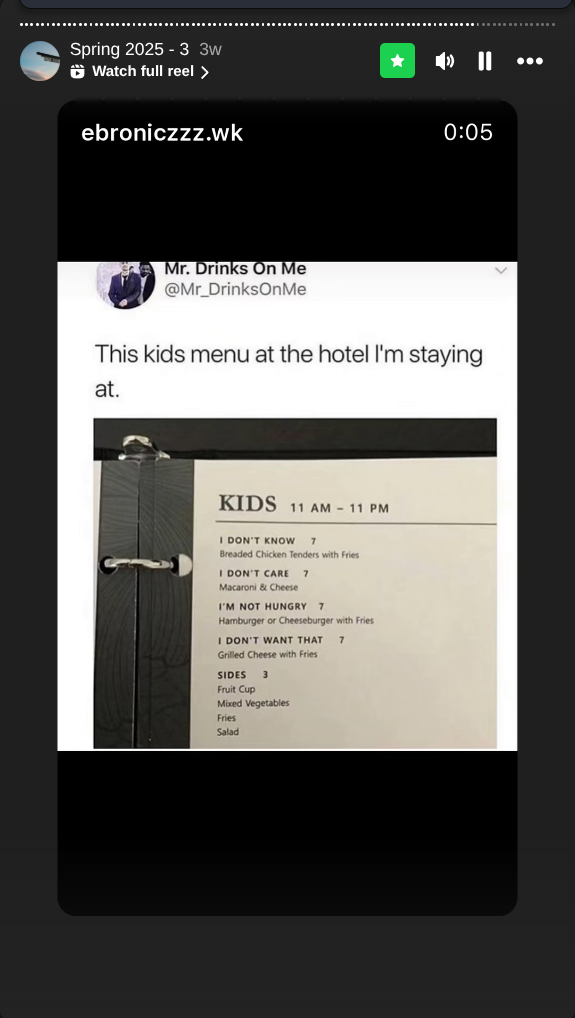 Spring 2025 - 3 3w
Watch full reel
ebroniczzz.wk 0:05
Mr. Drinks On Me
@Mr_DrinksOnMe
This kids menu at the hotel I'm staying
at.
KIDS 11 AM – 11 PM
I DON'T KNOW 7
Breaded Chicken Tenders with Fries
I DON'T CARE 7
Macaroni & Cheese
I'M NOT HUNGRY 7
Hamburger or Cheeseburger with Fries
I DON'T WANT THAT 7
Grilled Cheese with Fries
SIDES 3
Fruit Cup
Mixed Vegetables
Fries
Salad